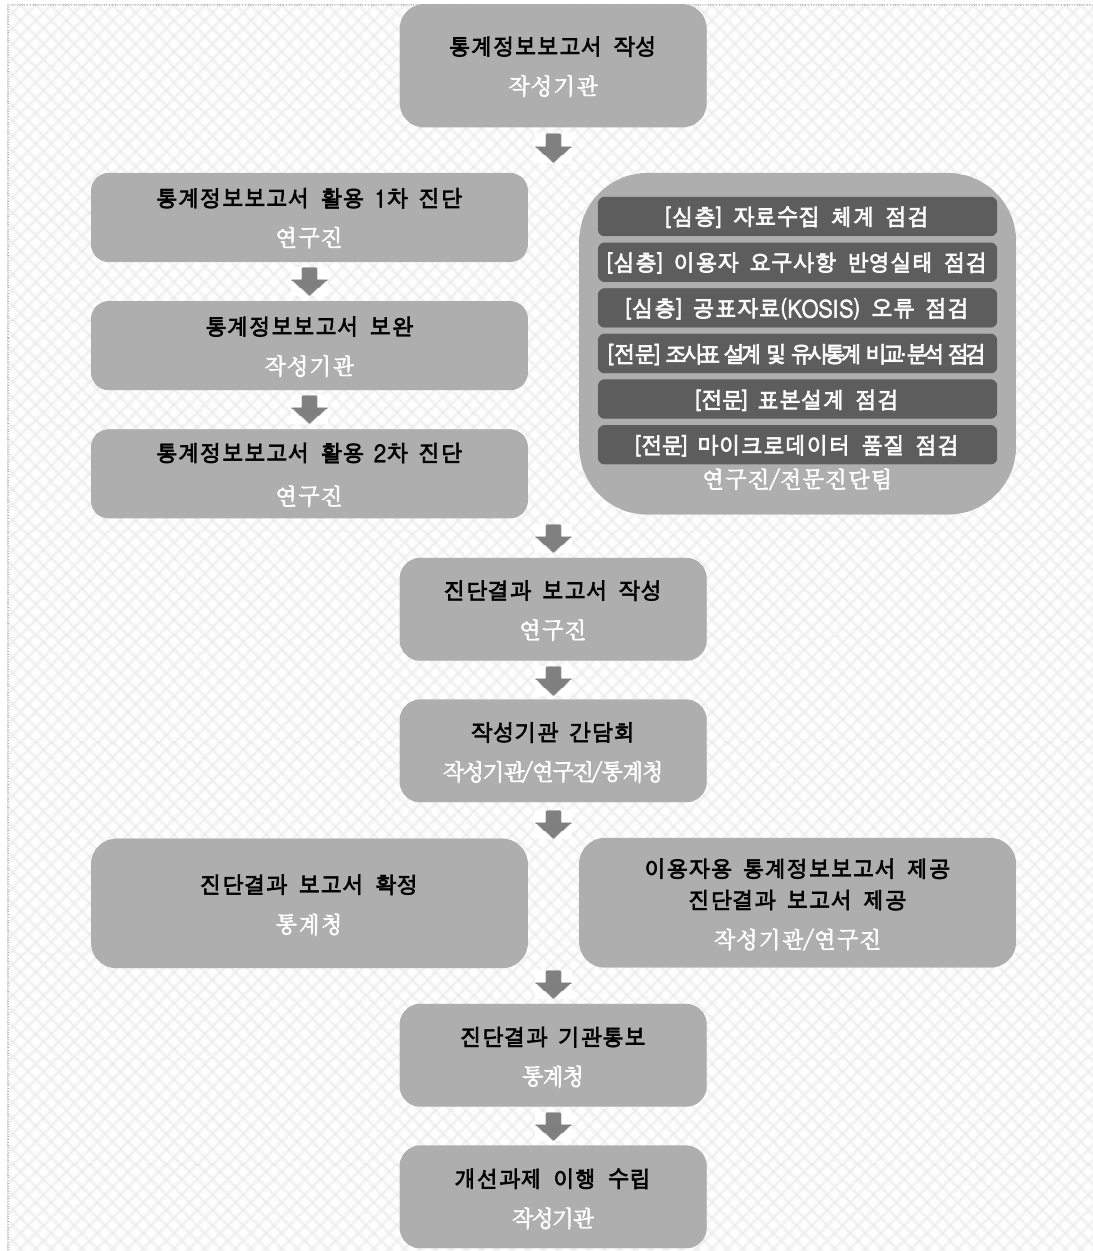 통계정보보고서 작성
작성기관
통계정보보고서 활용 1차 진단
연구진
통계정보보고서 보완
작성기관
통계정보보고서 활용 2차 진단
연구진
[심층] 자료수집 체계 점검
[심층] 이용자 요구사항 반영실태 점검
[심층] 공표자료(KOSIS) 오류 점검
[전문] 조사표 설계 및 유사통계 비교·분석 점검
[전문] 표본설계 점검
[전문] 마이크로데이터 품질 점검
연구진/전문진단팀
진단결과 보고서 작성
연구진
작성기관 간담회
작성기관/연구진/통계청
진단결과 보고서 확정
통계청
이용자용 통계정보보고서 제공
진단결과 보고서 제공
작성기관/연구진
진단결과 기관통보
통계청
개선과제 이행 수립
작성기관